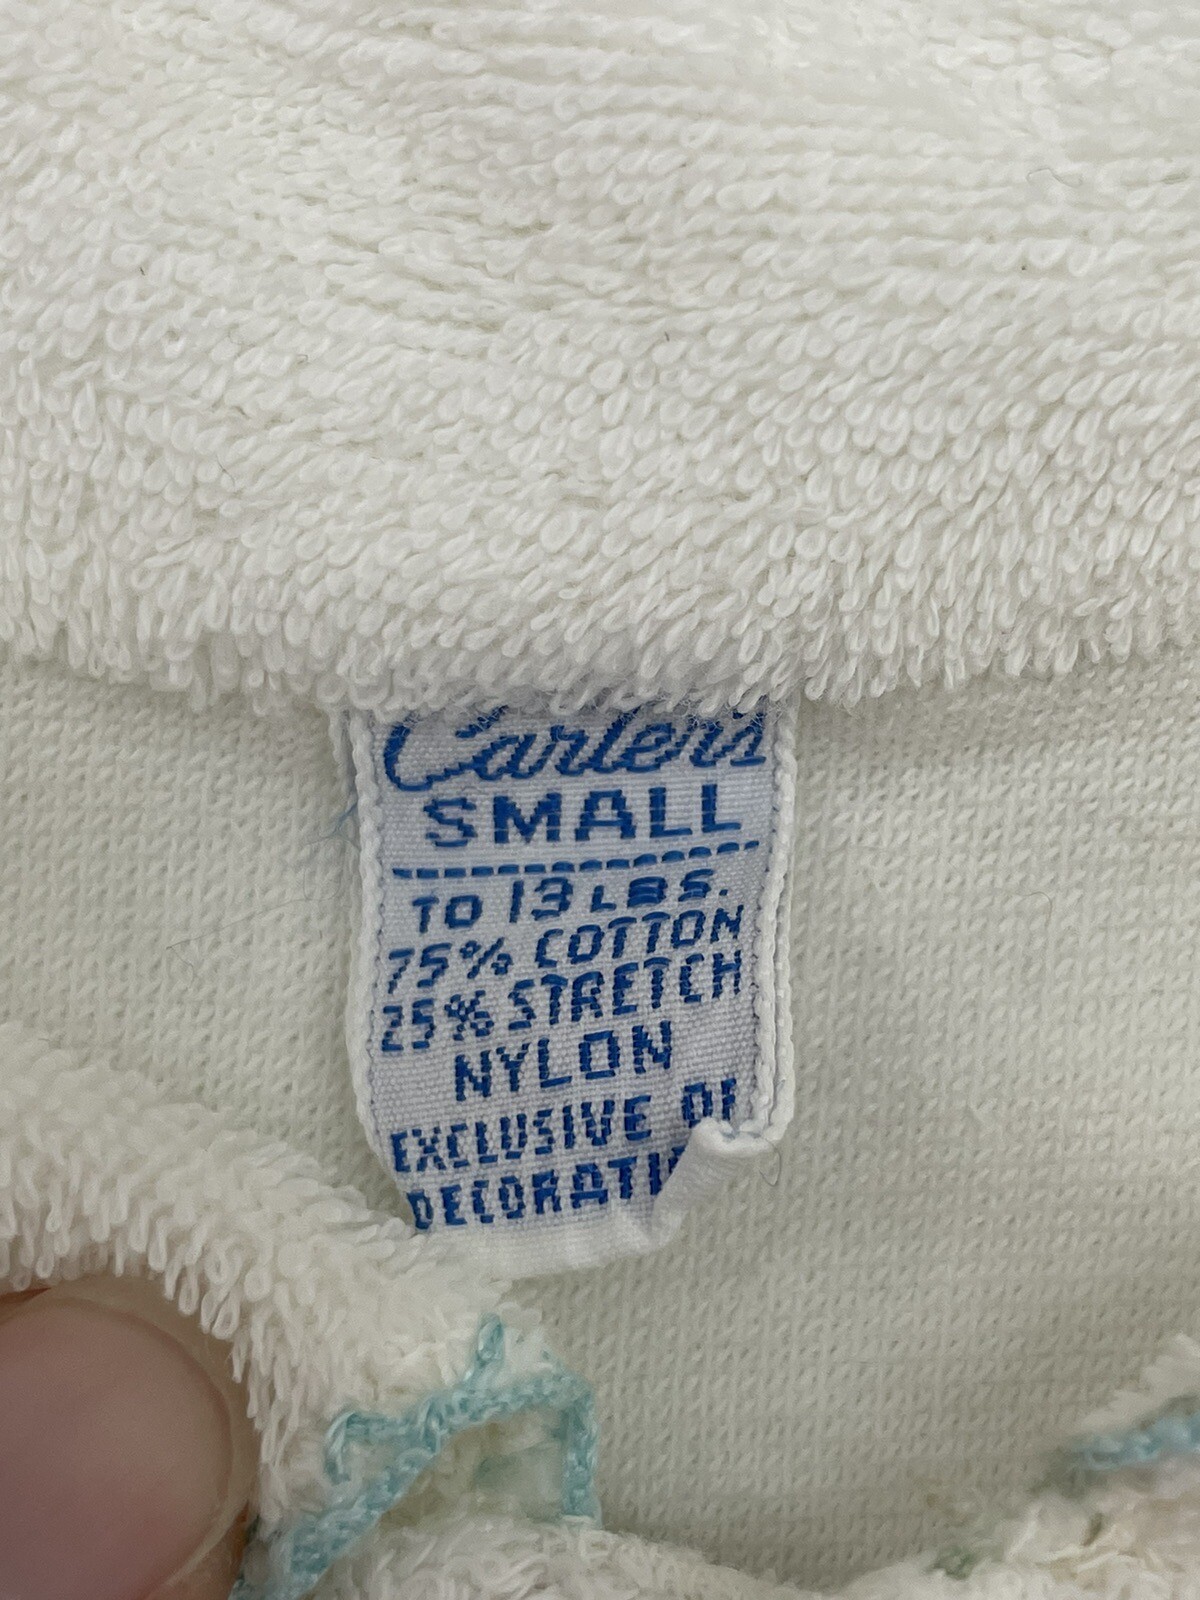 Carter's
SMALL
TO 13 LBS.
75% COTTON
25% STRETCH
NYLON
EXCLUSIVE OF